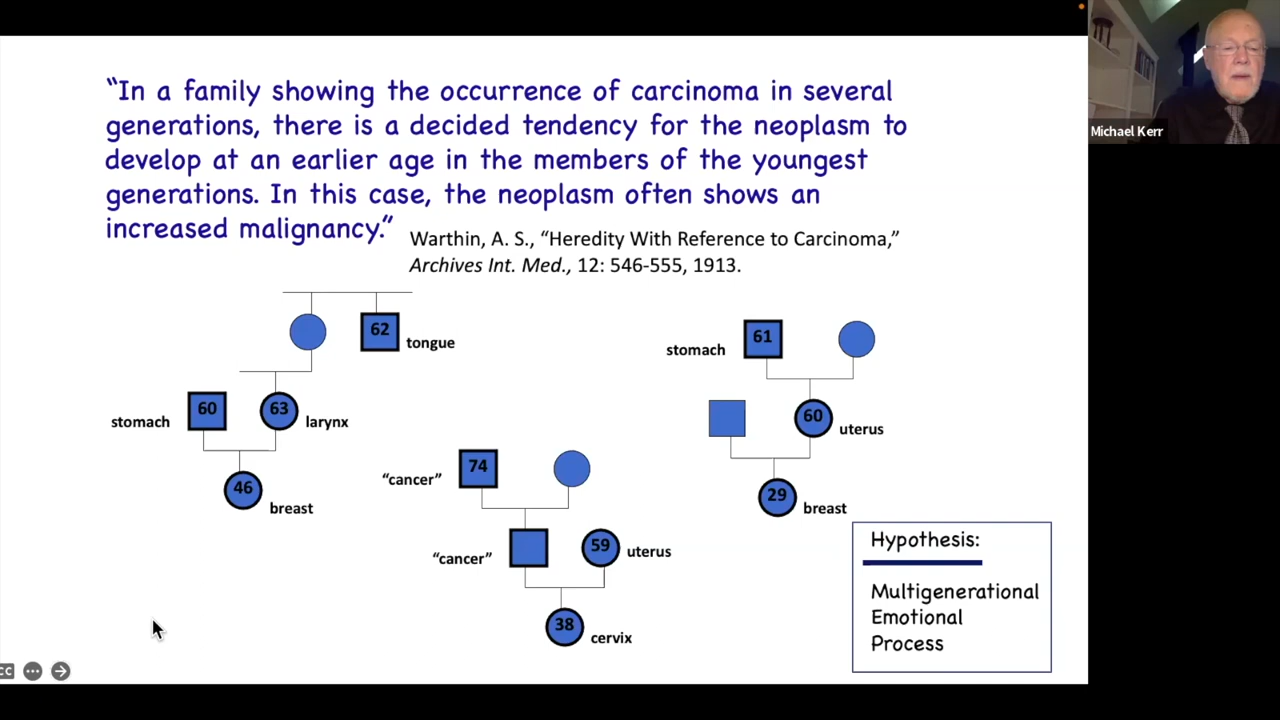 “In a family showing the occurrence of carcinoma in several
generations, there is a decided tendency for the neoplasm to
develop at an earlier age in the members of the youngest
generations. In this case, the neoplasm often shows an
increased malignancy.”
Warthin, A. S., “Heredity With Reference to Carcinoma,”
Archives Int. Med., 12: 546-555, 1913.
Michael Kerr
62
tongue
stomach
60
63
larynx
46
breast
“cancer”
74
“cancer”
59
uterus
38
cervix
stomach
61
60
uterus
29
breast
Hypothesis:
Multigenerational
Emotional
Process
CC